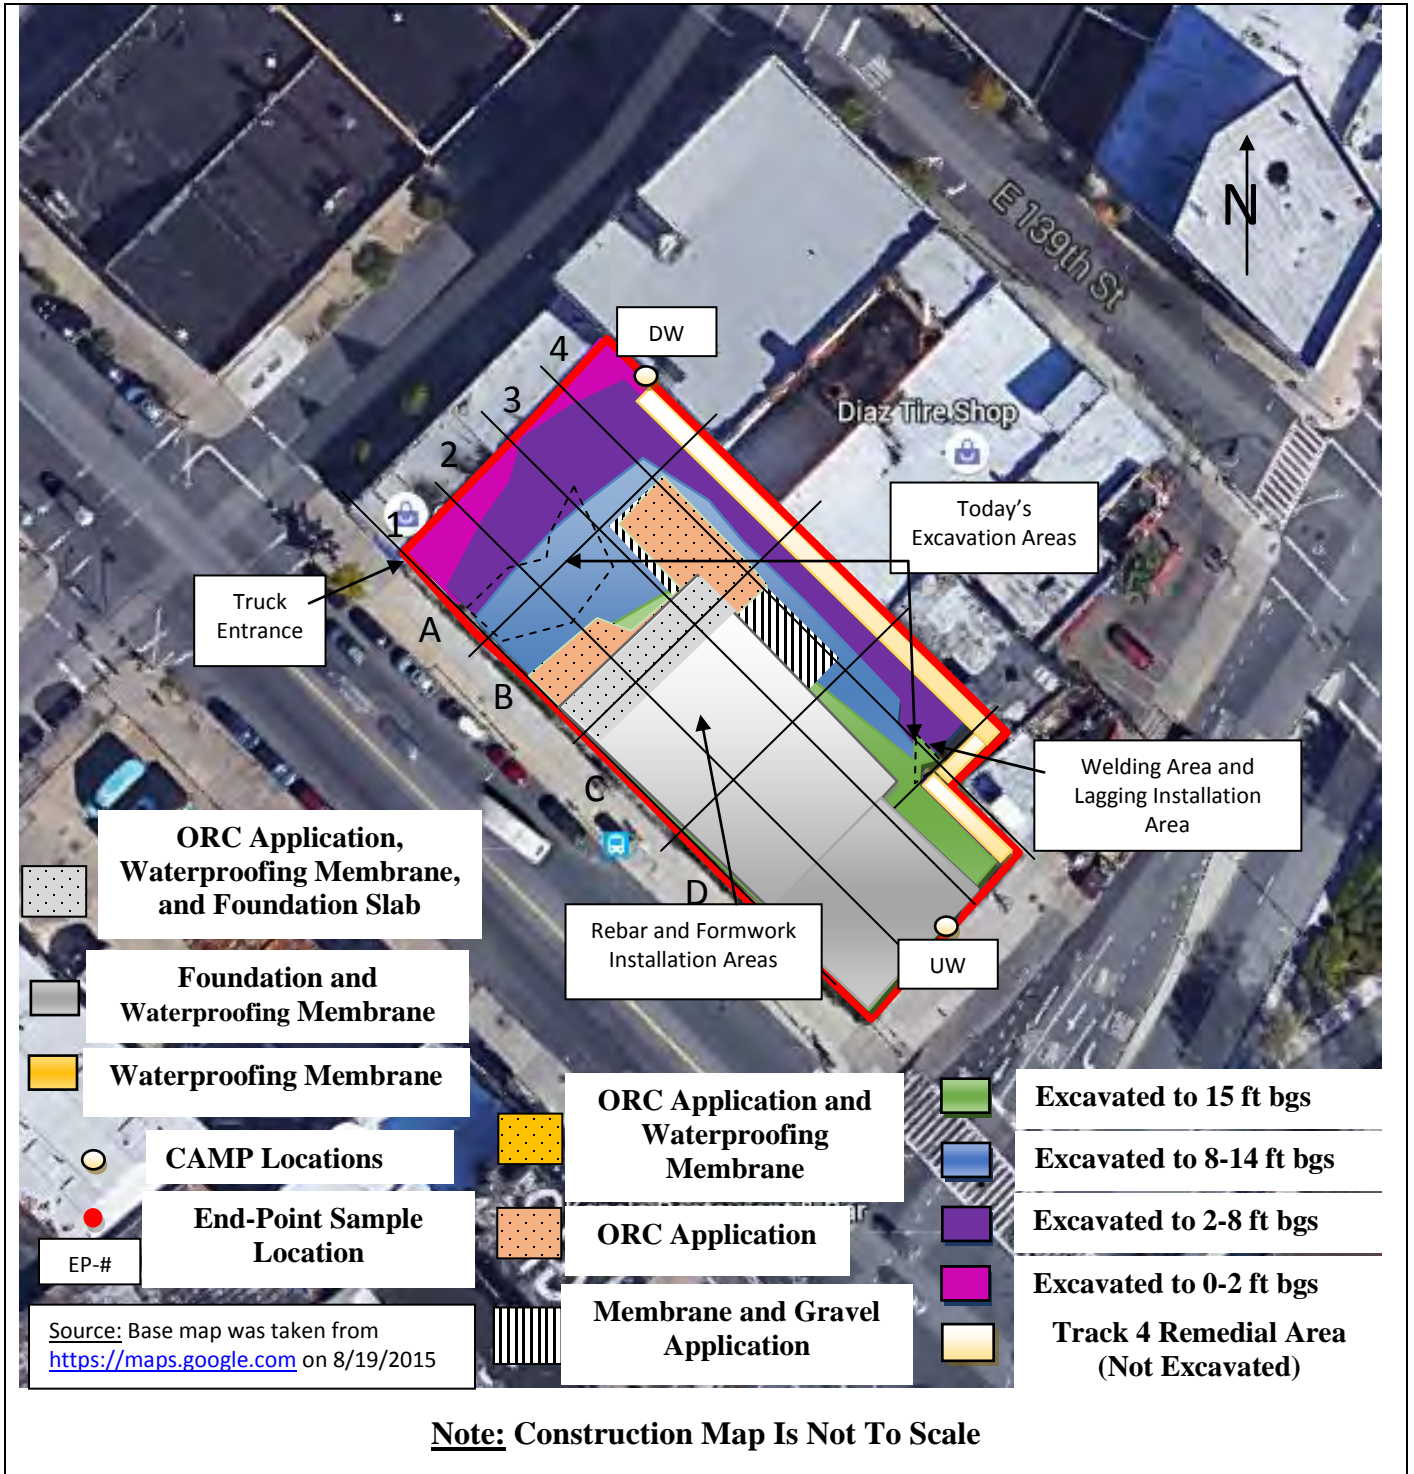 N
E 139th St
DW
4
3
Diaz Tire Shop
2
Today's
Excavation Areas
1
Truck
Entrance
A
B
Welding Area and
Lagging Installation
Area
C
D
Rebar and Formwork
Installation Areas
UW
ORC Application,
Waterproofing Membrane,
and Foundation Slab
Foundation and
Waterproofing Membrane
Waterproofing Membrane
CAMP Locations
End-Point Sample
Location
EP-#
ORC Application and
Waterproofing
Membrane
ORC Application
Membrane and Gravel
Application
Excavated to 15 ft bgs
Excavated to 8-14 ft bgs
Excavated to 2-8 ft bgs
Excavated to 0-2 ft bgs
Track 4 Remedial Area
(Not Excavated)
Source: Base map was taken from
https://maps.google.com on 8/19/2015
Note: Construction Map Is Not To Scale